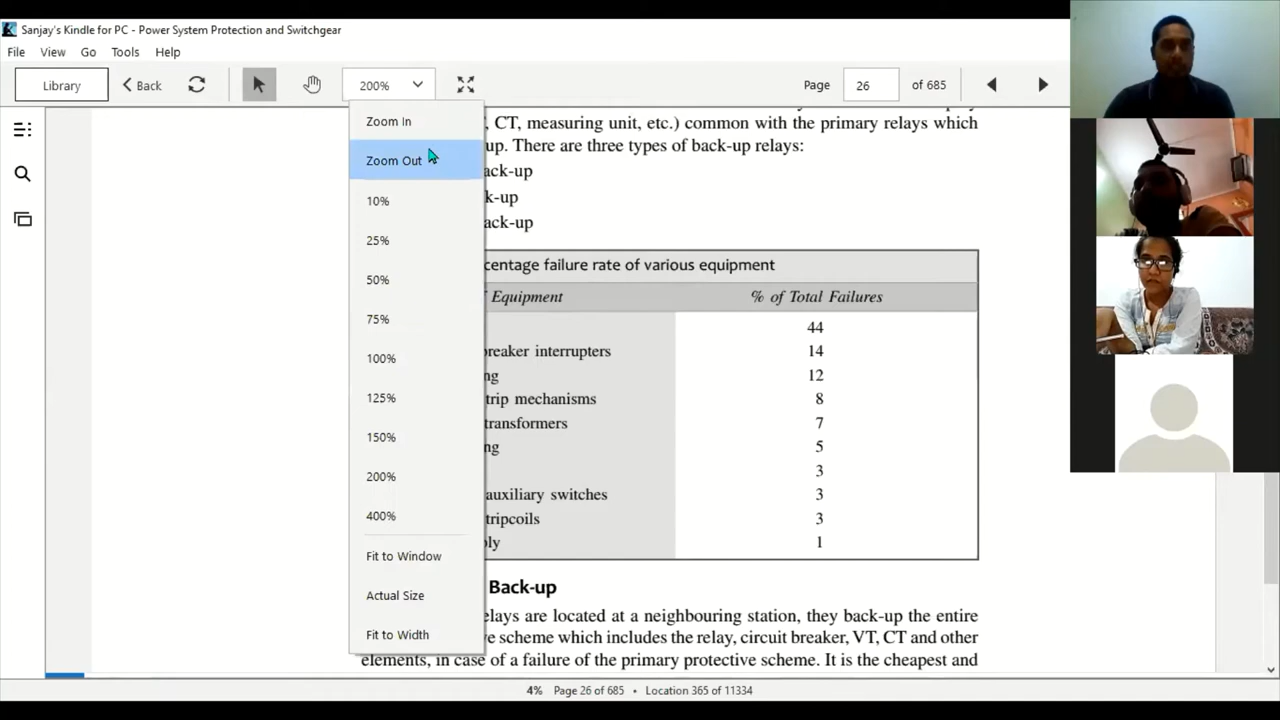 Sanjay's Kindle for PC - Power System Protection and Switchgear
File View Go Tools Help
Library Back 200% Page 26 of 685
Zoom In
Zoom Out
10%
25%
50%
75%
100%
125%
150%
200%
400%
Fit to Window
Actual Size
Fit to Width
, CT, measuring unit, etc.) common with the primary relays which
up. There are three types of back-up relays:
ack-up
k-up
ack-up
centage failure rate of various equipment
Equipment % of Total Failures
44
breaker interrupters 14
ng 12
trip mechanisms 8
transformers 7
ng 5
3
auxiliary switches 3
tripcoils 3
ply 1
Back-up
elays are located at a neighbouring station, they back-up the entire
ve scheme which includes the relay, circuit breaker, VT, CT and other
elements, in case of a failure of the primary protective scheme. It is the cheapest and
4% Page 26 of 685 • Location 365 of 11334